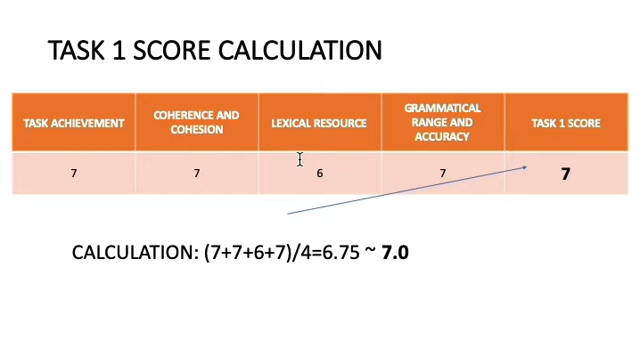 TASK 1 SCORE CALCULATION
TASK ACHIEVEMENT
COHERENCE AND
COHESION
LEXICAL RESOURCE
GRAMMATICAL
RANGE AND
ACCURACY
TASK 1 SCORE
7
7
6
7
7
CALCULATION: (7+7+6+7)/4=6.75 ~ 7.0